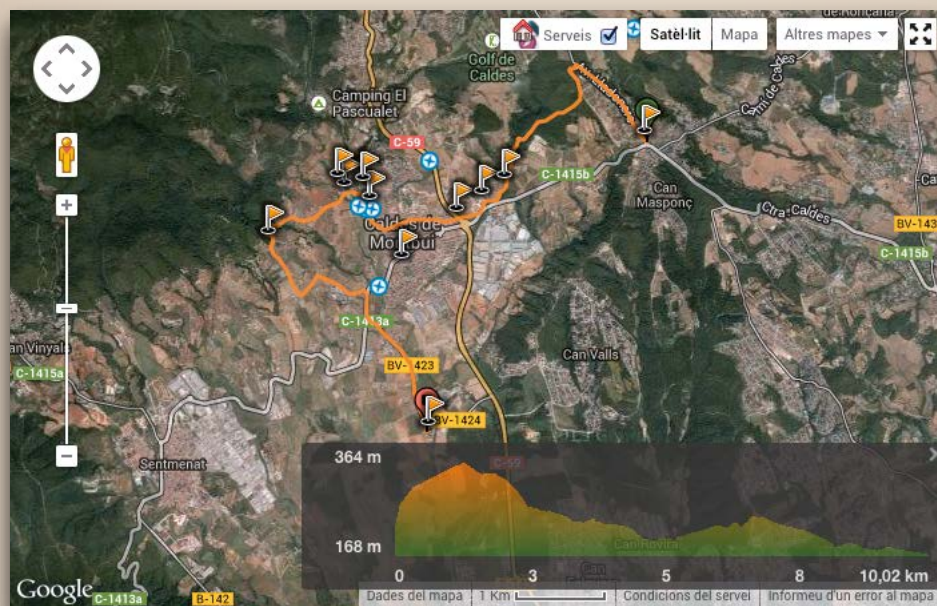 de Ronçana
Serveis
Satèl·lit
Mapa
Altres mapes
Golf de
Caldes
Camping El
Pascualet
C-59
C-1415b
Can
Masponç
Ctra. Caldes
BV-143
C-1415b
Caldes de
Montbui
C-1413a
an Vinyals
C-1415a
Can Valls
BV-1423
BV-1424
Sentmenat
C-59
364 m
168 m
Can Rovira
0
3
5
8
10,02 km
Google
C-1413a
B-142
Dades del mapa
1 Km
Condicions del servei
Informeu d'un error al mapa